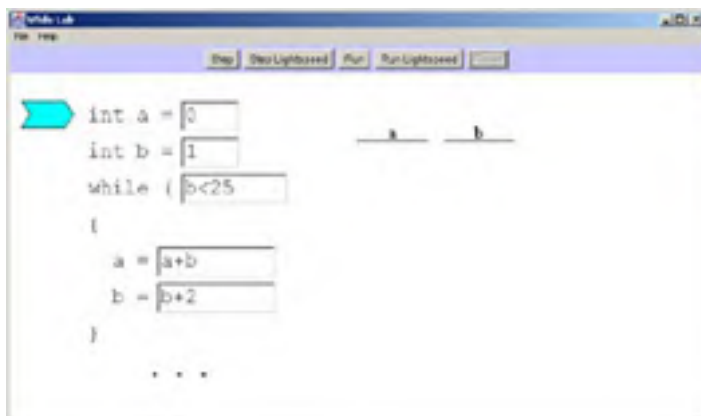 While Lab
File Help
Step Step Lightspeed Run Run Lightspeed
int a = 0
a b
int b = 1
while ( b<25
{
a = a+b
b = b+2
}
. . .